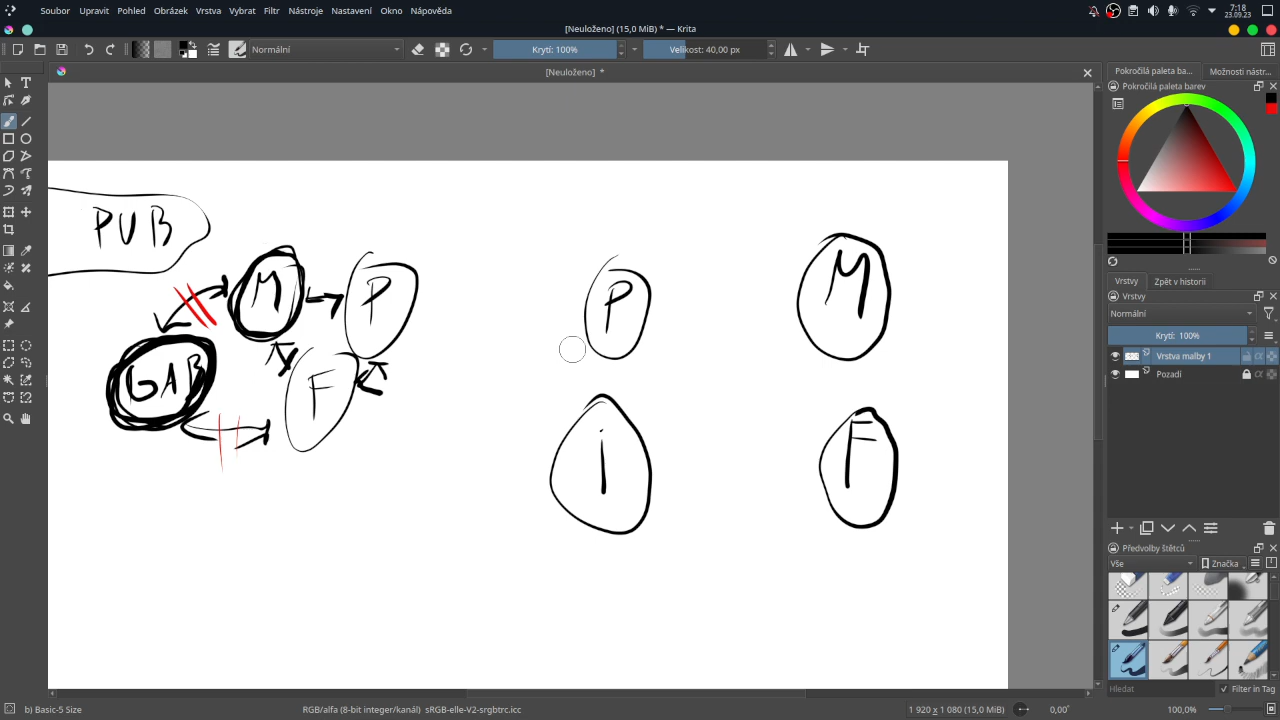 Soubor Upravit Pohled Obrázek Vrstva Vybrat Filtr Nástroje Nastavení Okno Nápověda
7:18
23.09.23
[Neuloženo] (15,0 MiB) * — Krita
Normální
Krytí: 100%
Velikost: 40,00 px
[Neuloženo] *
Pokročilá paleta ba...
Možnosti nástr...
Pokročilá paleta barev
PUB
M
P
GAB
F
P
M
i
F
Vrstvy
Zpět v historii
Vrstvy
Normální
Krytí: 100%
Vrstva malby 1
Pozadí
Předvolby štětců
Vše
Značka
Hledat
Filter in Tag
b) Basic-5 Size
RGB/alfa (8-bit integer/kanál) sRGB-elle-V2-srgbtrc.icc
1 920 x 1 080 (15,0 MiB)
0,00°
100,0%